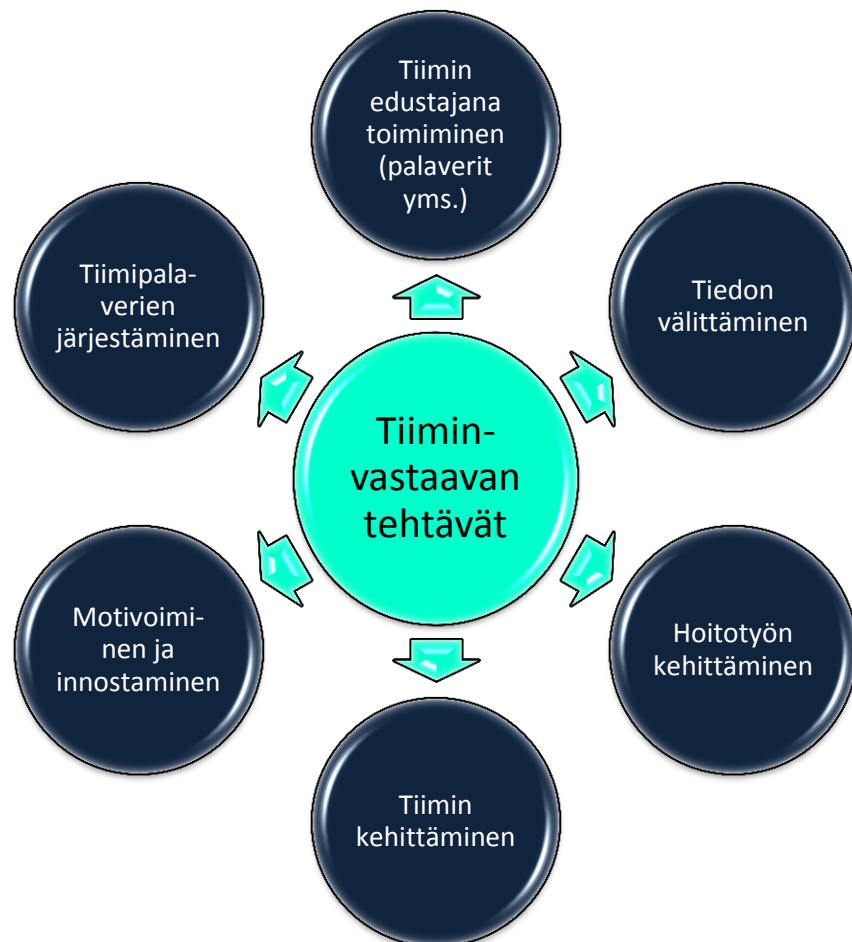 Tiimin
edustajana
toimiminen
(palaverit
yms.)
Tiimipala-
verien
järjestäminen
Tiedon
välittäminen
Tiimin-
vastaavan
tehtävät
Motivoimi-
nen ja
innostaminen
Hoitotyön
kehittäminen
Tiimin
kehittäminen